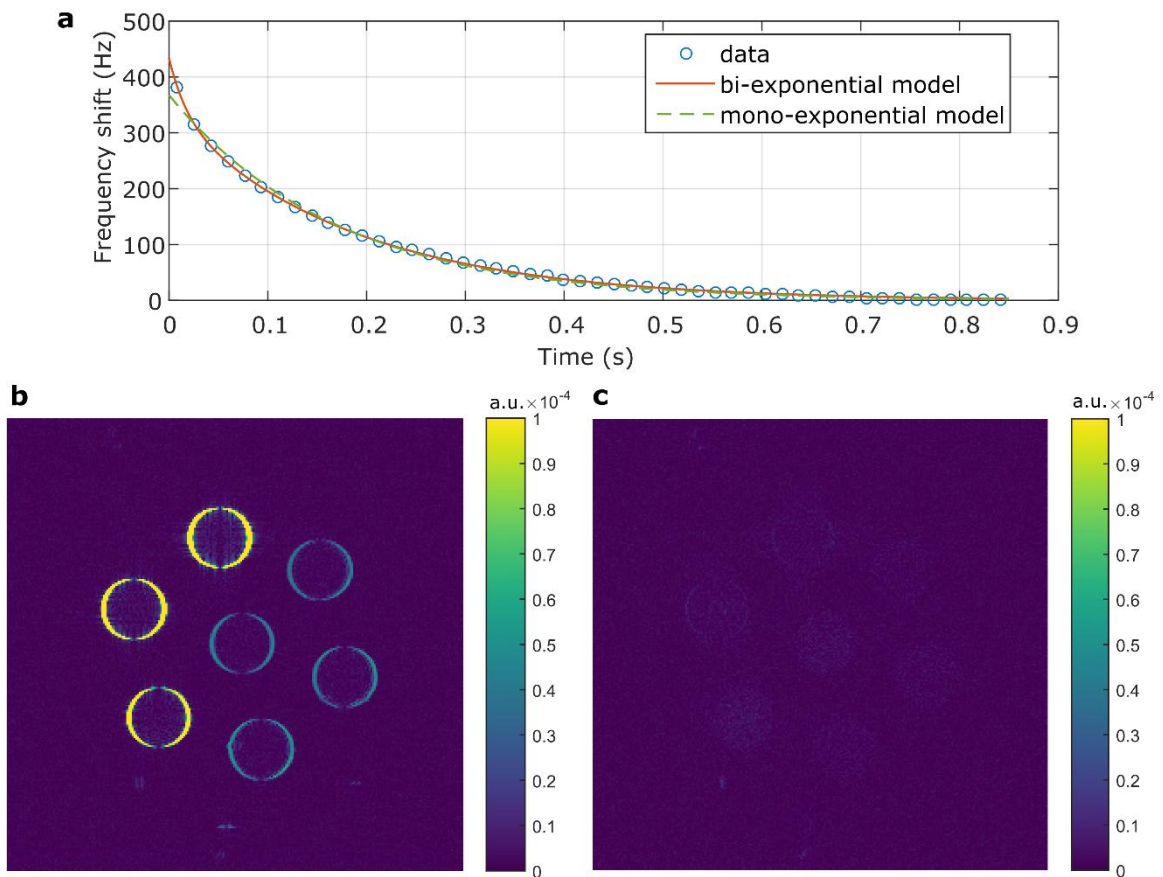 a
500
400
300
200
100
0
Frequency shift (Hz)
data
bi-exponential model
mono-exponential model
0 0.1 0.2 0.3 0.4 0.5 0.6 0.7 0.8 0.9
Time (s)
b
a.u.×10-4
1
0.9
0.8
0.7
0.6
0.5
0.4
0.3
0.2
0.1
0
c
a.u.×10-4
1
0.9
0.8
0.7
0.6
0.5
0.4
0.3
0.2
0.1
0